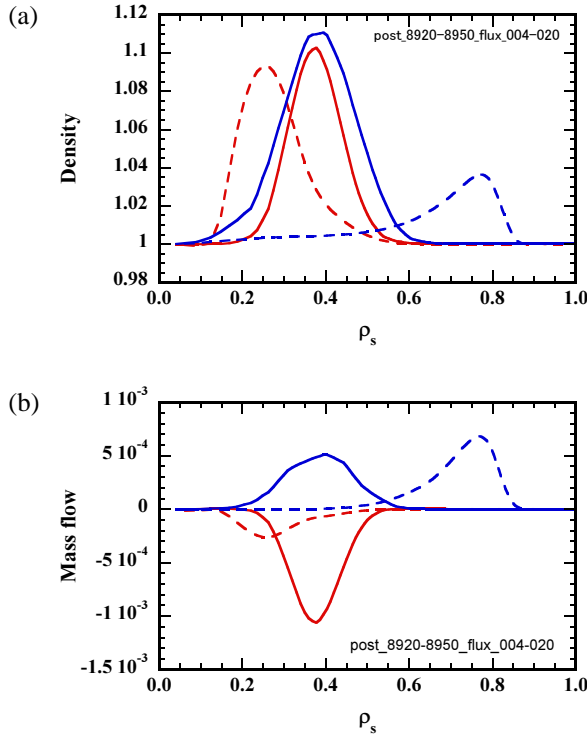 (a)
post_8920-8950_flux_004-020
1.12
1.1
1.08
1.06
1.04
1.02
1
0.98
Density
0.0 0.2 0.4 0.6 0.8 1.0
ρs
(b)
1 10-3
5 10-4
0
-5 10-4
-1 10-3
-1.5 10-3
Mass flow
post_8920-8950_flux_004-020
0.0 0.2 0.4 0.6 0.8 1.0
ρs